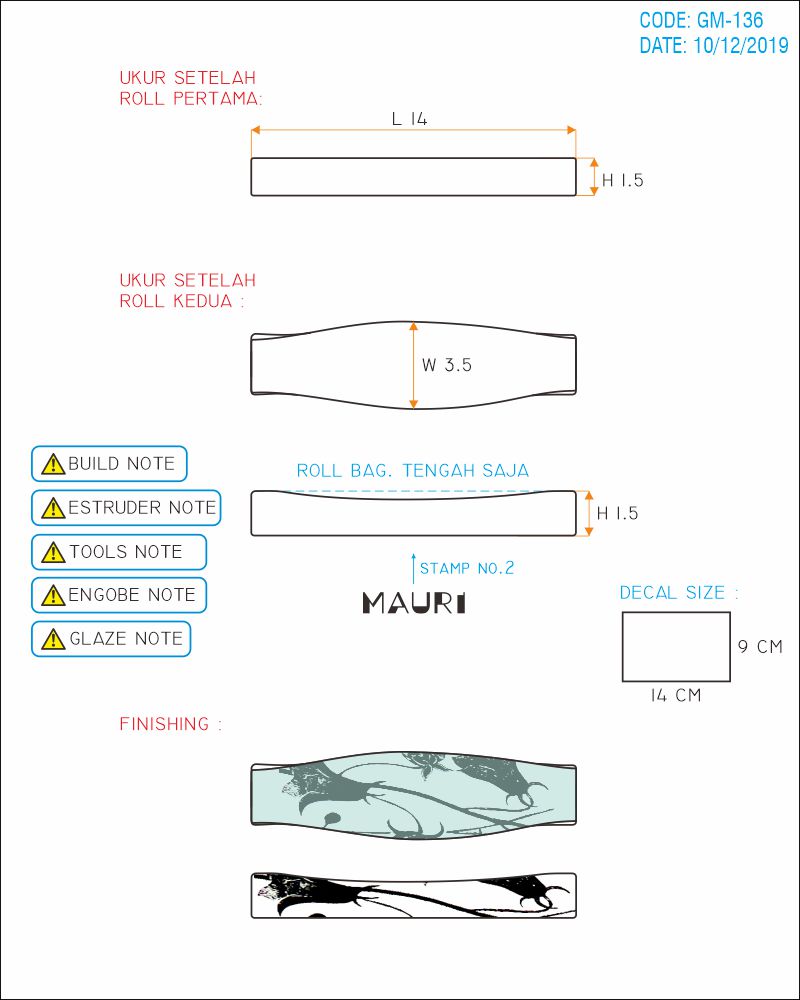 CODE: GM-136
DATE: 10/12/2019
UKUR SETELAH
ROLL PERTAMA:
L 14
H 1.5
UKUR SETELAH
ROLL KEDUA :
W 3.5
BUILD NOTE
ESTRUDER NOTE
TOOLS NOTE
ENGOBE NOTE
GLAZE NOTE
ROLL BAG. TENGAH SAJA
H 1.5
STAMP NO.2
MAURI
DECAL SIZE :
9 CM
14 CM
FINISHING :